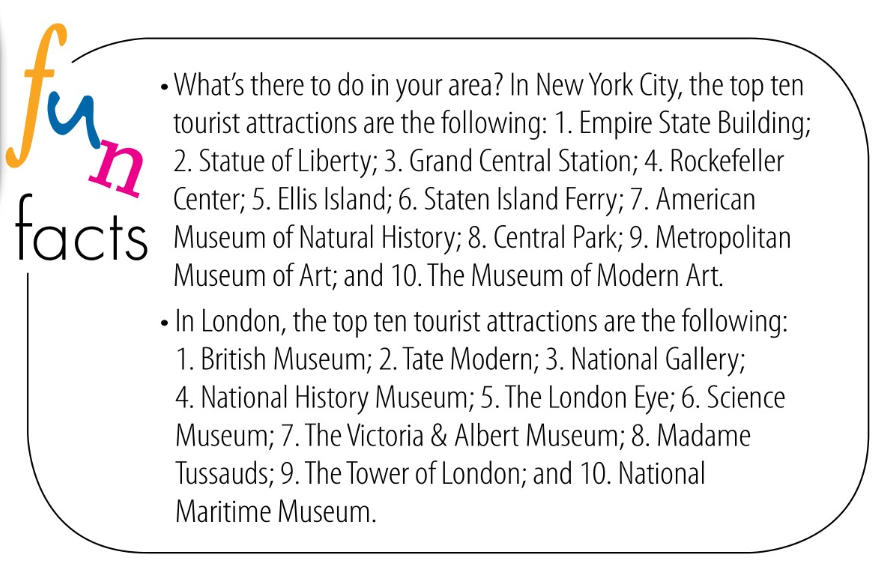 fun
facts
• What's there to do in your area? In New York City, the top ten
tourist attractions are the following: 1. Empire State Building;
2. Statue of Liberty; 3. Grand Central Station; 4. Rockefeller
Center; 5. Ellis Island; 6. Staten Island Ferry; 7. American
Museum of Natural History; 8. Central Park; 9. Metropolitan
Museum of Art; and 10. The Museum of Modern Art.
• In London, the top ten tourist attractions are the following:
1. British Museum; 2. Tate Modern; 3. National Gallery;
4. National History Museum; 5. The London Eye; 6. Science
Museum; 7. The Victoria & Albert Museum; 8. Madame
Tussauds; 9. The Tower of London; and 10. National
Maritime Museum.